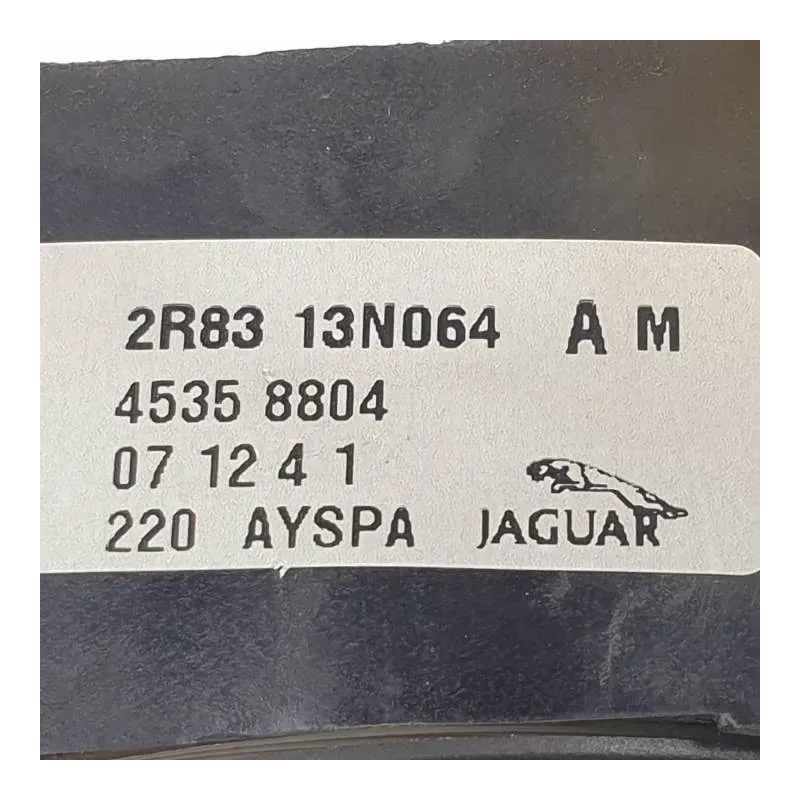 2R83 13N064 A M
4535 8804
07 12 4 1
220 AYSPA JAGUAR